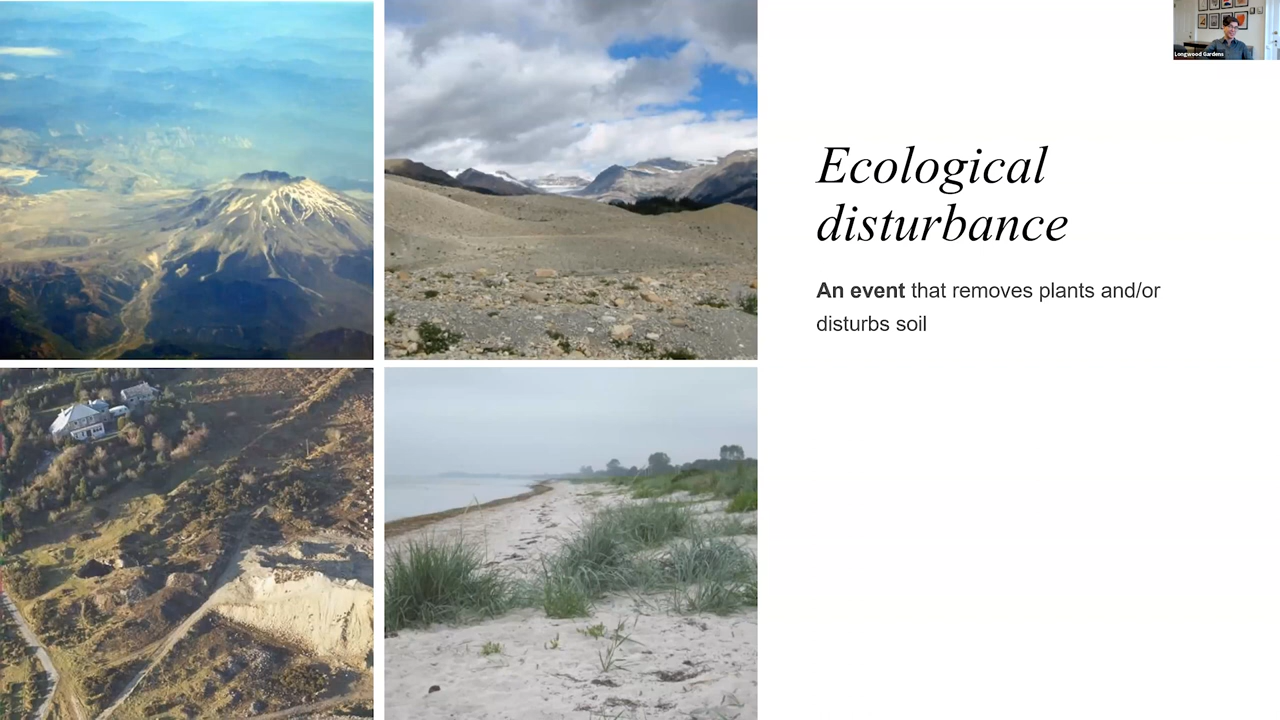 Longwood Gardens
Ecological
disturbance
An event that removes plants and/or
disturbs soil